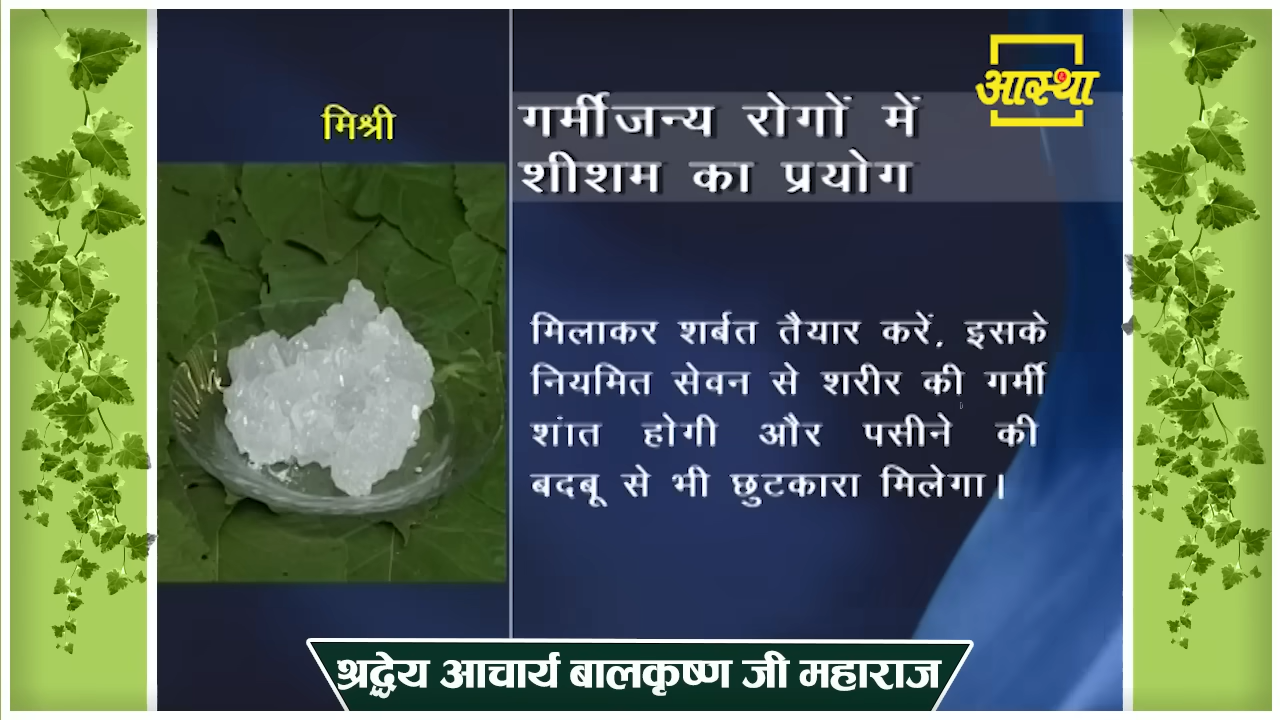 आस्था
मिश्री
गर्मीजन्य रोगों में
शीशम का प्रयोग
मिलाकर शर्बत तैयार करें, इसके
नियमित सेवन से शरीर की गर्मी
शांत होगी और पसीने की
बदबू से भी छुटकारा मिलेगा।
श्रद्धेय आचार्य बालकृष्ण जी महाराज